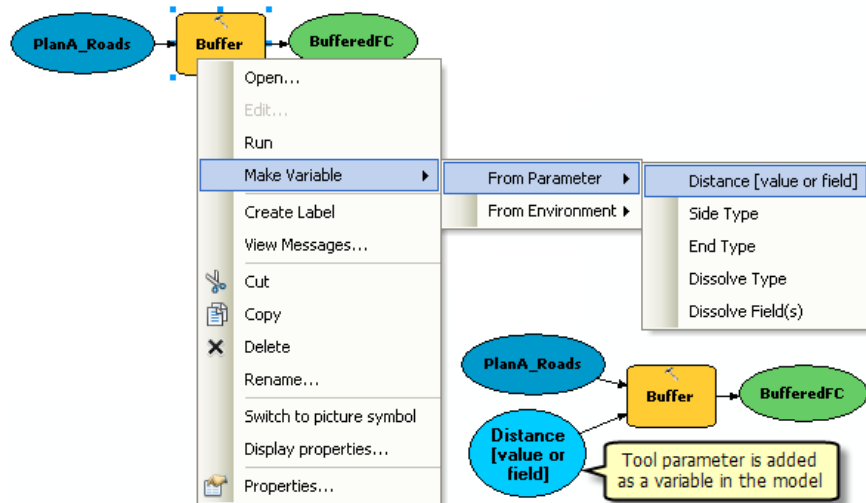 PlanA_Roads
Buffer
BufferedFC
Open...
Edit...
Run
Make Variable
From Parameter
Distance [value or field]
From Environment
Side Type
End Type
Dissolve Type
Dissolve Field(s)
Create Label
View Messages...
Cut
Copy
Delete
Rename...
Switch to picture symbol
Display properties...
Properties...
PlanA_Roads
Buffer
BufferedFC
Distance
[value or
field]
Tool parameter is added
as a variable in the model